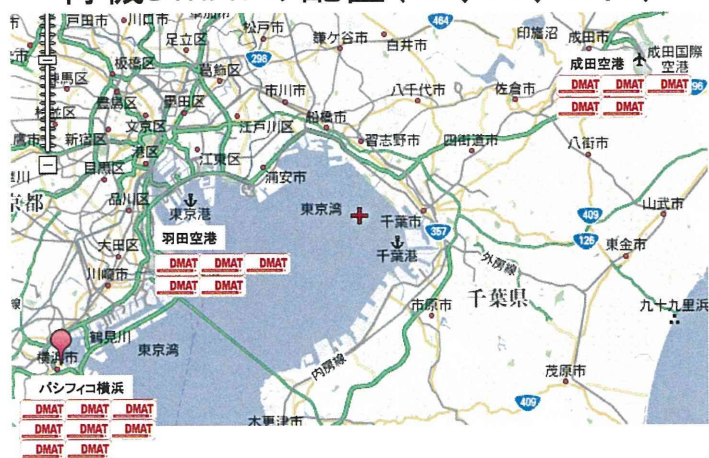 464
戸田市
川口市
草加市
松戸市
鎌ケ谷市
白井市
印旛沼
成田市
成田国際
空港
足立区
298
板橋区
葛飾区
成田空港
DMAT DMAT DMAT
DMAT DMAT
練馬区
豊島区
墨田区
市川市
八千代市
佐倉市
文京区
船橋市
新宿区
江戸川区
習志野市
四街道市
八街市
港区
江東区
目黒区
浦安市
品川区
東京港
東京湾
千葉市
409
山武市
羽田空港
357
126
大田区
千葉港
東金市
DMAT DMAT DMAT
DMAT DMAT
外房線
川崎市
市原市
千葉県
九十九里浜
鶴見川
東京湾
横浜市
内房線
茂原市
パシフィコ横浜
409
木更津市
DMAT DMAT DMAT
DMAT DMAT DMAT
DMAT DMAT